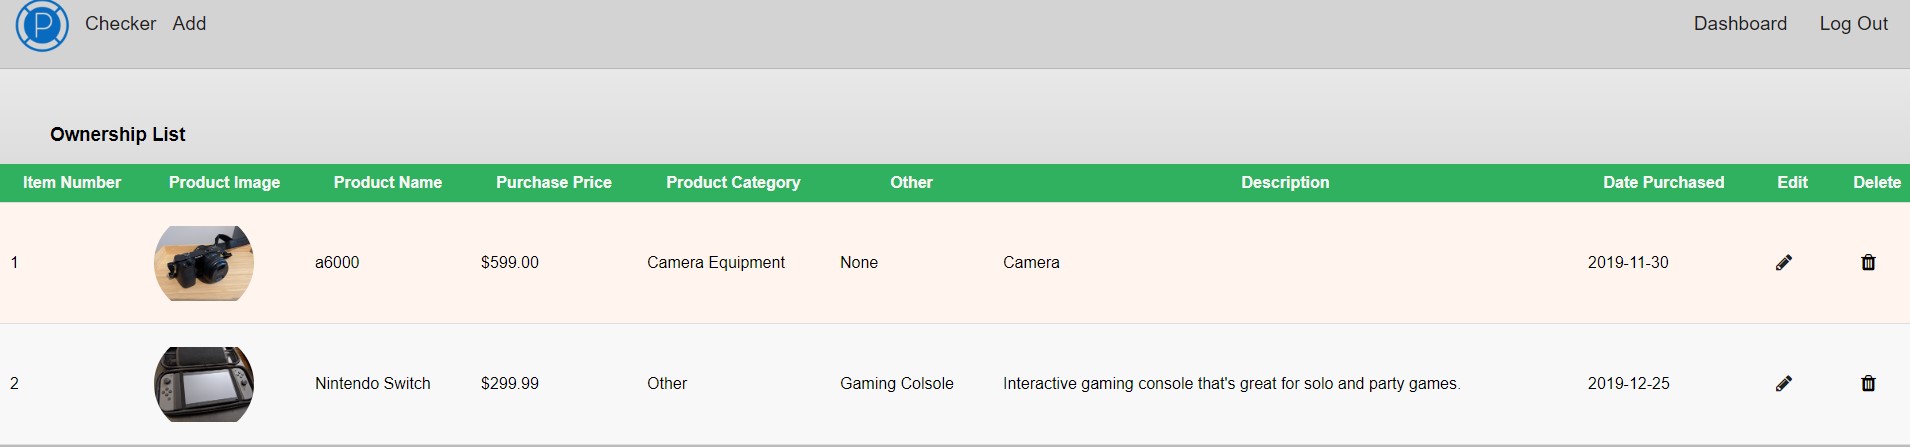 P Checker Add Dashboard Log Out
Ownership List
Item Number Product Image Product Name Purchase Price Product Category Other Description Date Purchased Edit Delete
1 a6000 $599.00 Camera Equipment None Camera 2019-11-30
2 Nintendo Switch $299.99 Other Gaming Colsole Interactive gaming console that's great for solo and party games. 2019-12-25